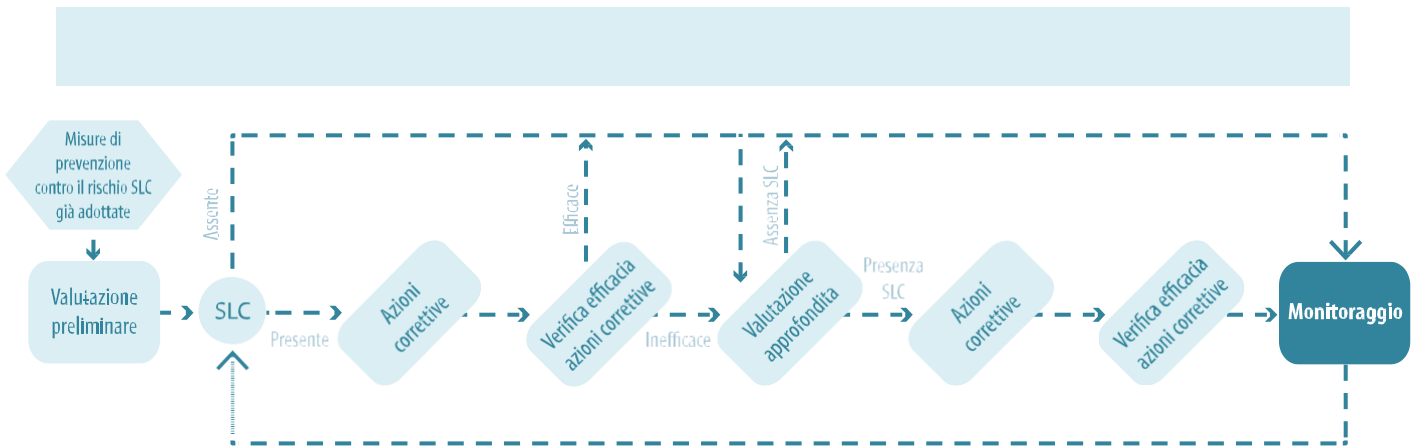 Misure di
prevenzione
contro il rischio SLC
già adottate
Valutazione
preliminare
SLC
Assente
Presente
Azioni
correttive
Verifica efficacia
azioni correttive
Efficace
Inefficace
Valutazione
approfondita
Assenza SLC
Presenza
SLC
Azioni
correttive
Verifica efficacia
azioni correttive
Monitoraggio